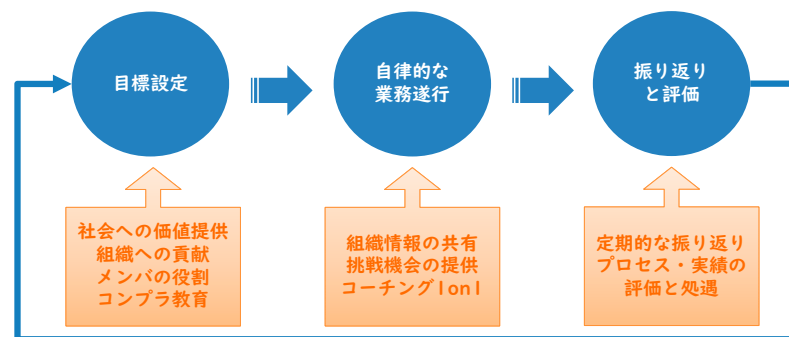 目標設定
自律的な
業務遂行
振り返り
と評価
社会への価値提供
組織への貢献
メンバの役割
コンプラ教育
組織情報の共有
挑戦機会の提供
コーチング1on1
定期的な振り返り
プロセス・実績の
評価と処遇